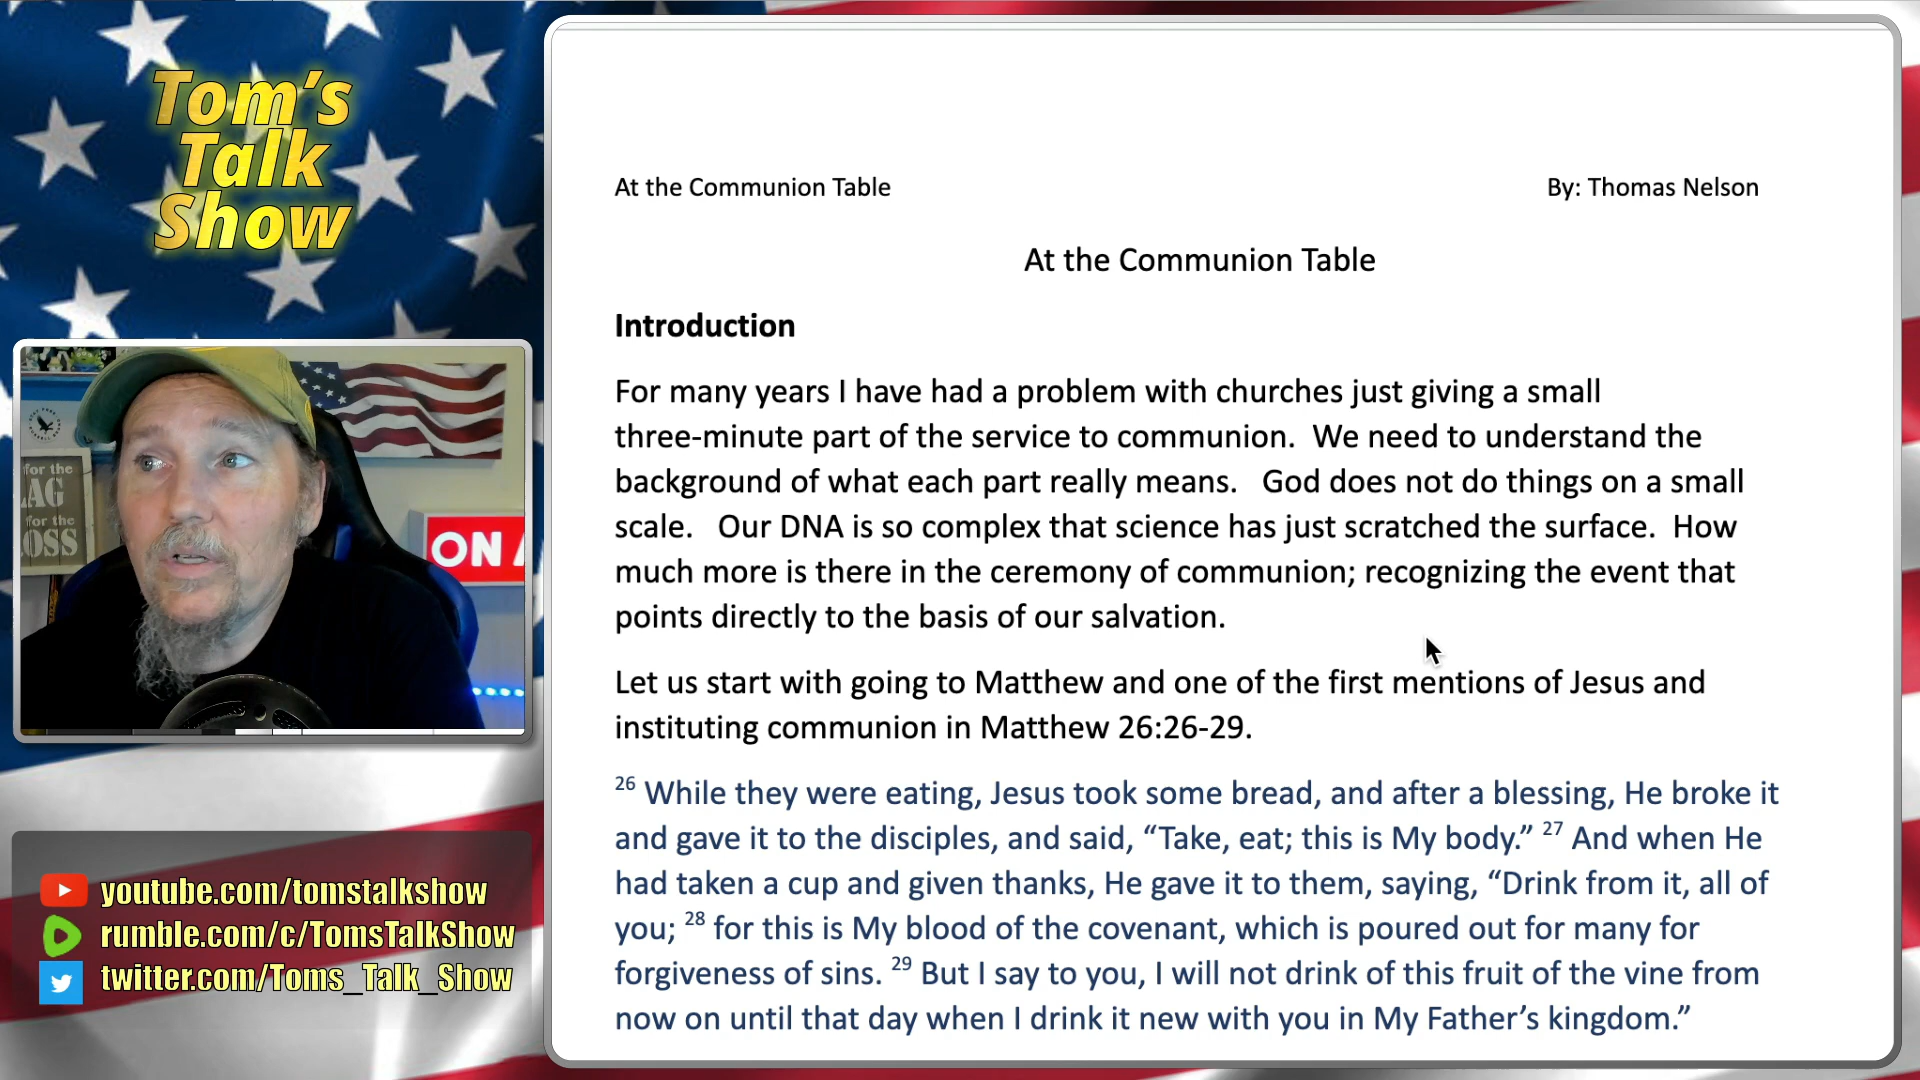 Tom's
Talk
Show
for the
AG
for the
OSS
ON A
youtube.com/tomstalkshow
rumble.com/c/TomsTalkShow
twitter.com/Toms_Talk_Show
At the Communion Table
By: Thomas Nelson
At the Communion Table
Introduction
For many years I have had a problem with churches just giving a small
three-minute part of the service to communion.  We need to understand the
background of what each part really means.   God does not do things on a small
scale.   Our DNA is so complex that science has just scratched the surface.  How
much more is there in the ceremony of communion; recognizing the event that
points directly to the basis of our salvation.
Let us start with going to Matthew and one of the first mentions of Jesus and
instituting communion in Matthew 26:26-29.
26 While they were eating, Jesus took some bread, and after a blessing, He broke it
and gave it to the disciples, and said, “Take, eat; this is My body.” 27 And when He
had taken a cup and given thanks, He gave it to them, saying, “Drink from it, all of
you; 28 for this is My blood of the covenant, which is poured out for many for
forgiveness of sins. 29 But I say to you, I will not drink of this fruit of the vine from
now on until that day when I drink it new with you in My Father’s kingdom.”